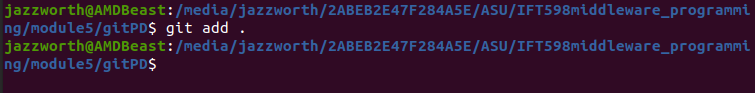 jazzworth@AMDBeast:/media/jazzworth/2ABEB2E47F284A5E/ASU/IFT598middleware_programmi
ng/module5/gitPD$ git add .
jazzworth@AMDBeast:/media/jazzworth/2ABEB2E47F284A5E/ASU/IFT598middleware_programmi
ng/module5/gitPD$